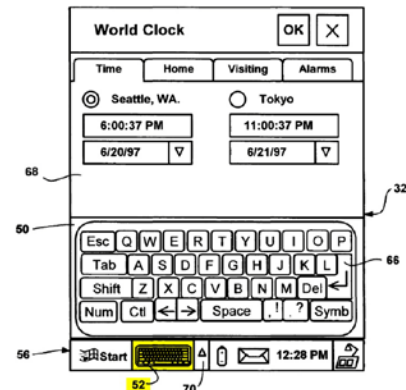 World Clock OK X
Time Home Visiting Alarms
Seattle, WA. Tokyo
6:00:37 PM 11:00:37 PM
6/20/97 6/21/97
68
32
50
Esc Q W E R T Y U I O P
Tab A S D F G H J K L
66
Shift Z X C V B N M Del
Num Ctl ← → Space , ! . ? Symb
56
Start 12:28 PM
52 70